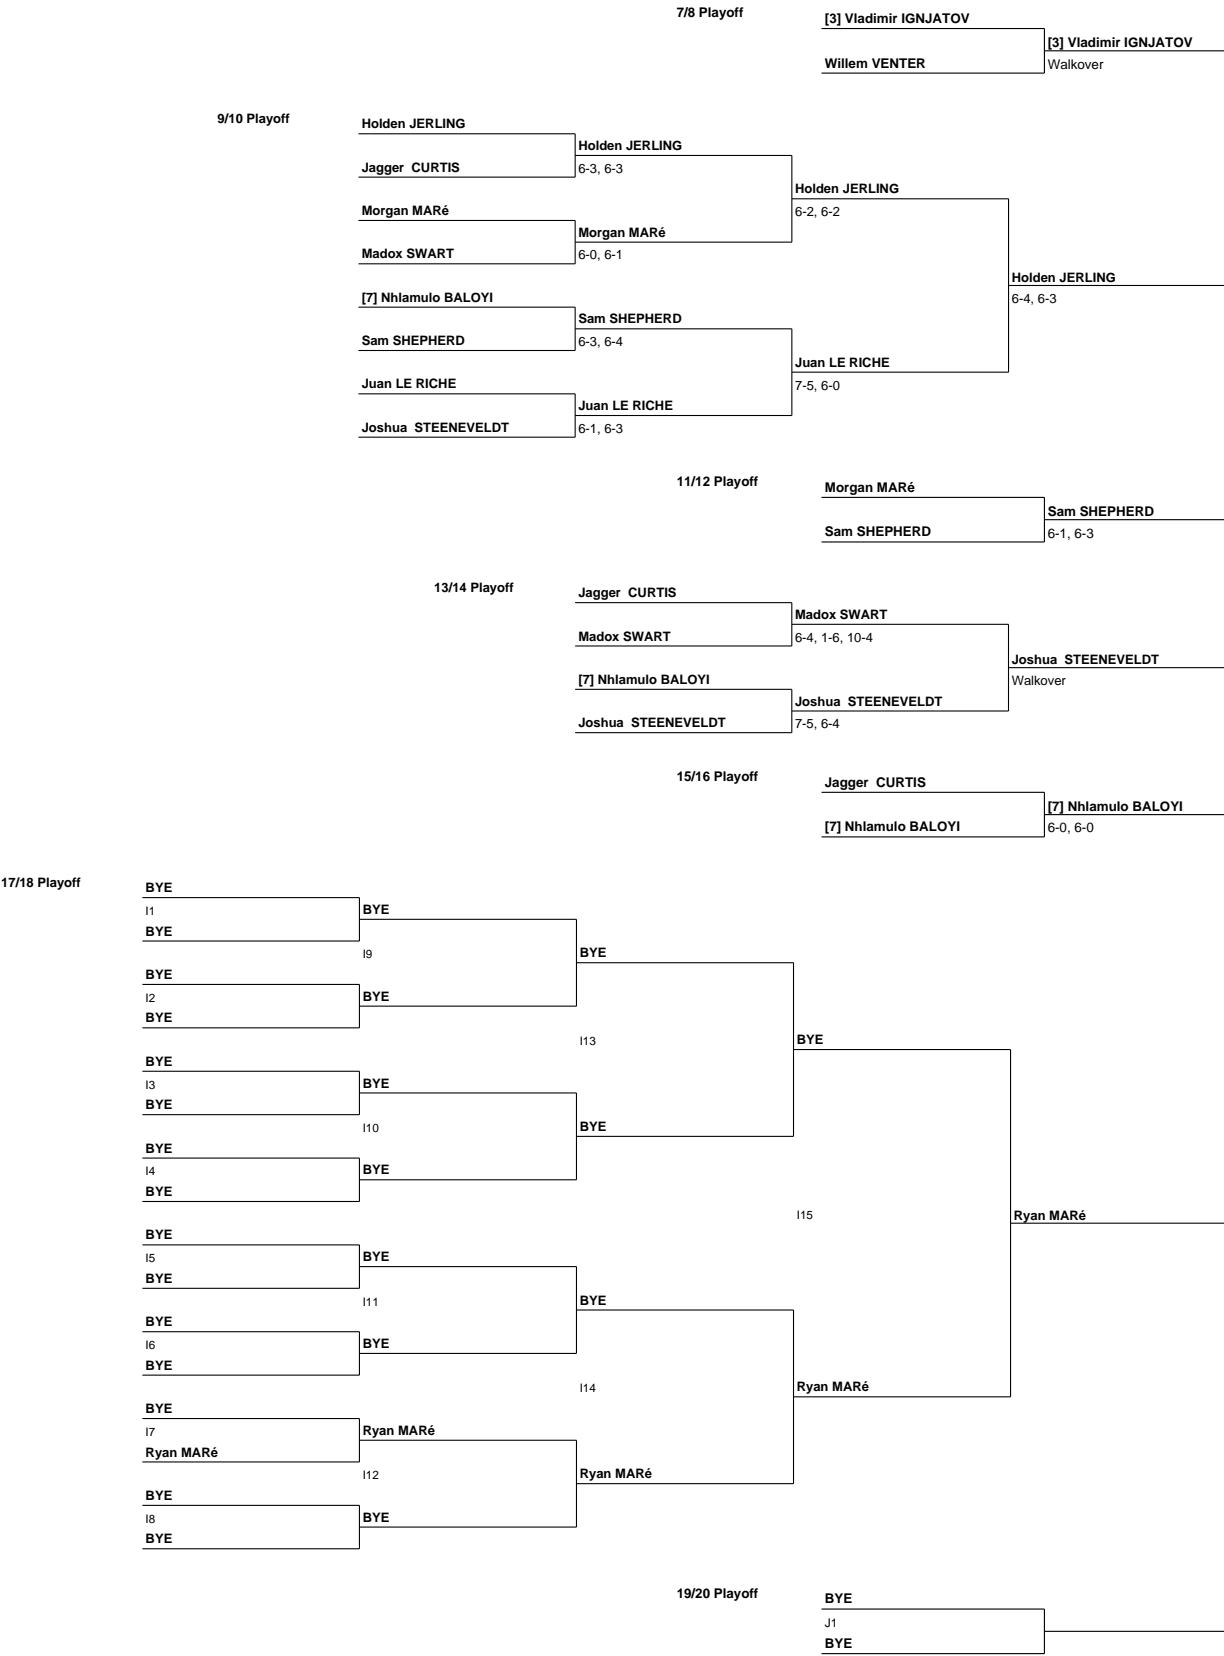 7/8 Playoff
[3] Vladimir IGNJATOV
[3] Vladimir IGNJATOV
Willem VENTER
Walkover
9/10 Playoff
Holden JERLING
Holden JERLING
Jagger  CURTIS
6-3, 6-3
Holden JERLING
Morgan MARé
6-2, 6-2
Morgan MARé
Madox SWART
6-0, 6-1
Holden JERLING
[7] Nhlamulo BALOYI
6-4, 6-3
Sam SHEPHERD
Sam SHEPHERD
6-3, 6-4
Juan LE RICHE
Juan LE RICHE
7-5, 6-0
Juan LE RICHE
Joshua  STEENEVELDT
6-1, 6-3
11/12 Playoff
Morgan MARé
Sam SHEPHERD
Sam SHEPHERD
6-1, 6-3
13/14 Playoff
Jagger  CURTIS
Madox SWART
Madox SWART
6-4, 1-6, 10-4
Joshua  STEENEVELDT
[7] Nhlamulo BALOYI
Walkover
Joshua  STEENEVELDT
Joshua  STEENEVELDT
7-5, 6-4
15/16 Playoff
Jagger  CURTIS
[7] Nhlamulo BALOYI
[7] Nhlamulo BALOYI
6-0, 6-0
17/18 Playoff
BYE
I1
BYE
BYE
I9
BYE
BYE
I2
BYE
BYE
I13
BYE
BYE
I3
BYE
BYE
I10
BYE
BYE
I4
BYE
BYE
I15
Ryan MARé
BYE
I5
BYE
BYE
I11
BYE
BYE
I6
BYE
BYE
I14
Ryan MARé
BYE
I7
Ryan MARé
Ryan MARé
I12
Ryan MARé
BYE
I8
BYE
BYE
19/20 Playoff
BYE
J1
BYE